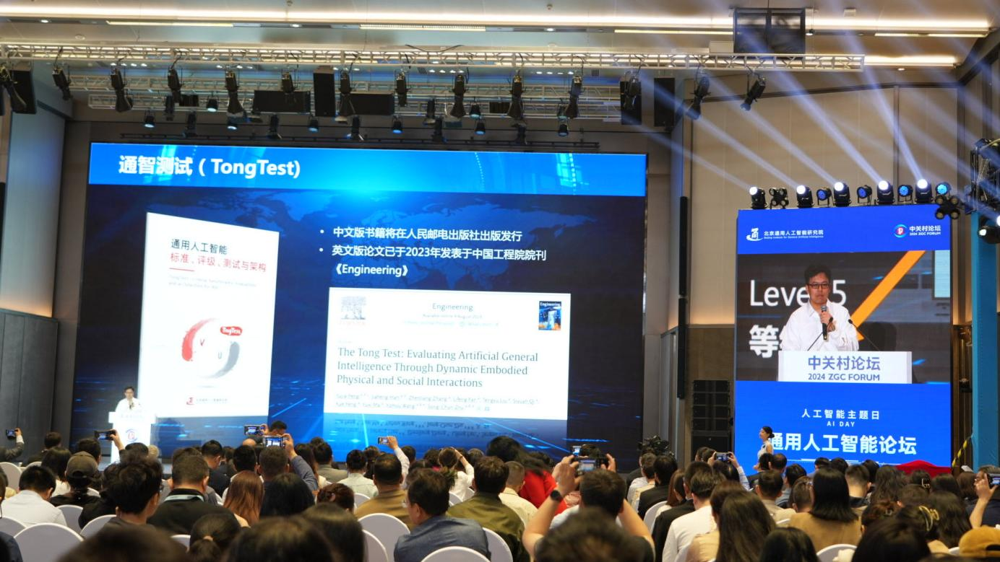 通智测试（TongTest)
通用人工智能
标准、评级、测试与架构
TongTest
V
U
• 中文版书籍将在人民邮电出版社出版发行
• 英文版论文已于2023年发表于中国工程院院刊
《Engineering》
Engineering
Engineering
The Tong Test: Evaluating Artificial General
Intelligence Through Dynamic Embodied
Physical and Social Interactions
北京通用人工智能研究院
Beijing Institute for General Artificial Intelligence
中关村论坛
2024 ZGC FORUM
Leve 5
中关村论坛
2024 ZGC FORUM
人工智能主题日
AI DAY
通用人工智能论坛